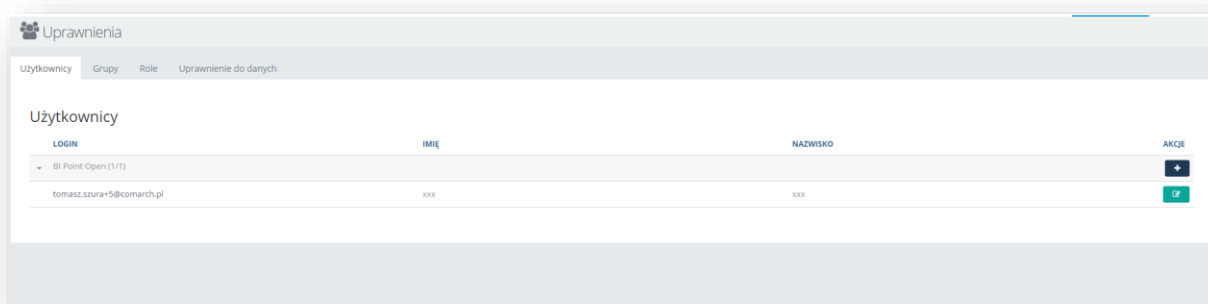 Uprawnienia
Użytkownicy Grupy Role Uprawnienie do danych
Użytkownicy
LOGIN IMIĘ NAZWISKO AKCJE
BI Point Open (1/1)
tomasz.szura+5@comarch.pl xxx xxx